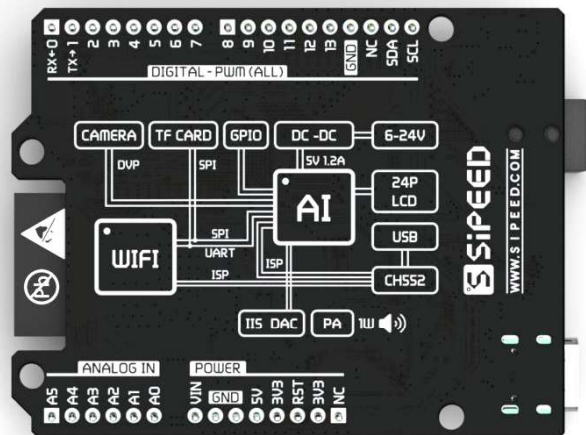 RX←0 TX→1 2 3 4 5 6 7 8 9 10 11 12 13 GND NC SDA SCL
DIGITAL-PWM(ALL)
CAMERA TF CARD GPIO DC-DC 6-24V
DVP SPI 5V 1.2A
AI
24P
LCD
WIFI
SPI
UART
ISP
ISP
USB
CH552
IIS DAC PA 1W
SiPEED
WWW.SIPEED.COM
ANALOG IN POWER
A5 A4 A3 A2 A1 A0 VIN GND 5V 3V3 RST 3V3 NC